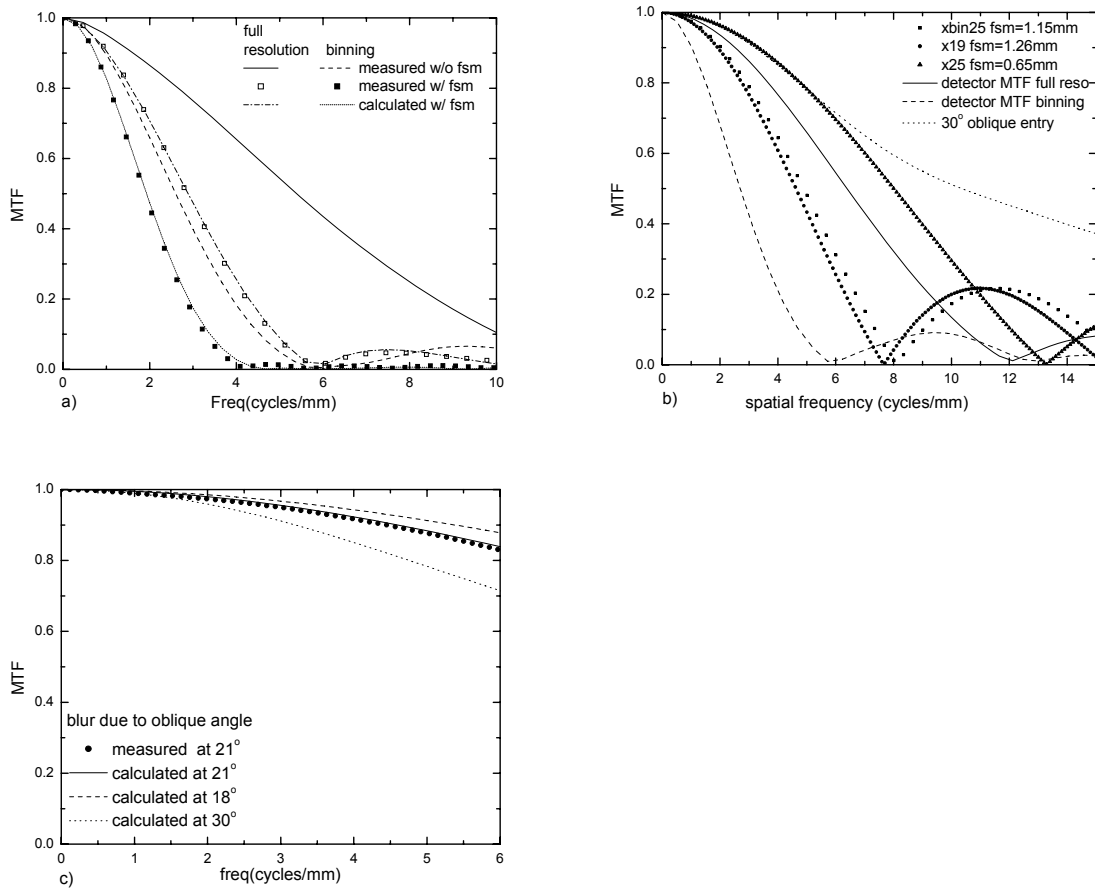 1.0
0.8
0.6
0.4
0.2
0.0
MTF
0 2 4 6 8 10
Freq(cycles/mm)
a)
full
resolution binning
measured w/o fsm
measured w/ fsm
calculated w/ fsm
1.0
0.8
0.6
0.4
0.2
0.0
MTF
0 2 4 6 8 10 12 14
spatial frequency (cycles/mm)
b)
xbin25 fsm=1.15mm
x19 fsm=1.26mm
x25 fsm=0.65mm
detector MTF full reso
detector MTF binning
30° oblique entry
1.0
0.8
0.6
0.4
0.2
0.0
MTF
blur due to oblique angle
measured at 21°
calculated at 21°
calculated at 18°
calculated at 30°
0 1 2 3 4 5 6
freq(cycles/mm)
c)